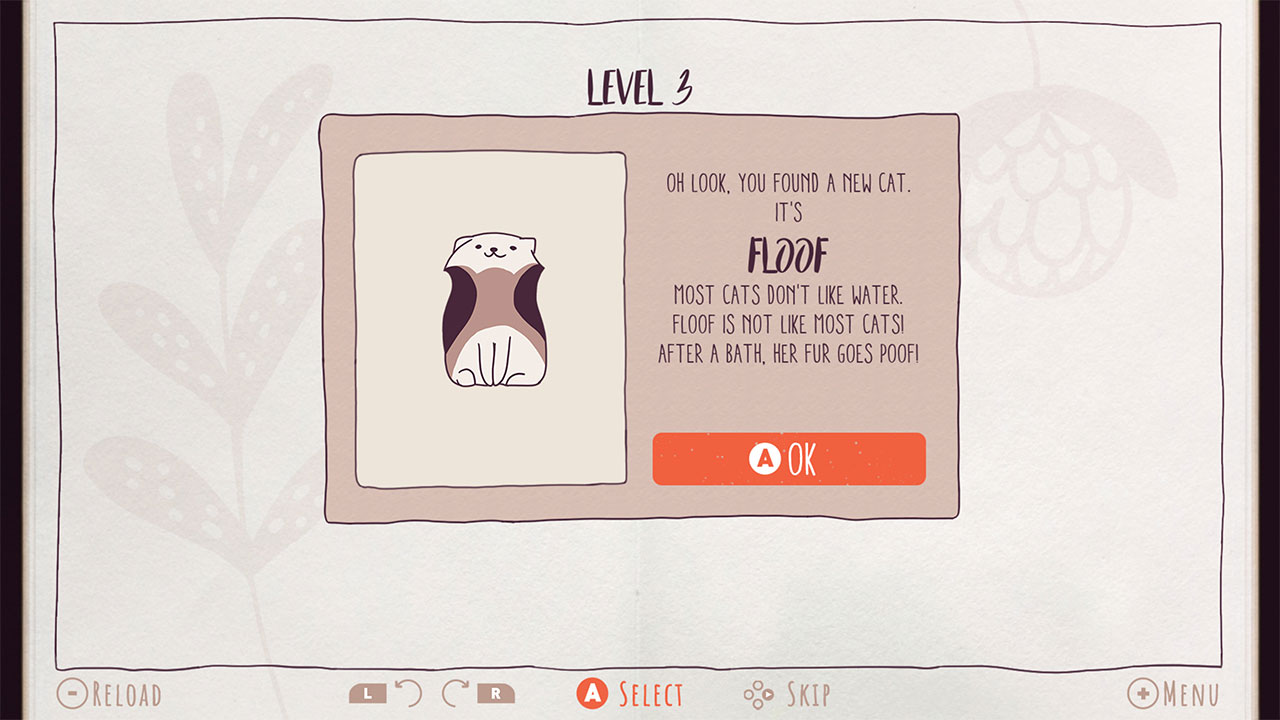 LEVEL 3
OH LOOK, YOU FOUND A NEW CAT.
IT'S
FLOOF
MOST CATS DON'T LIKE WATER.
FLOOF IS NOT LIKE MOST CATS!
AFTER A BATH, HER FUR GOES POOF!
A OK
- RELOAD
L R
A SELECT
SKIP
+ MENU